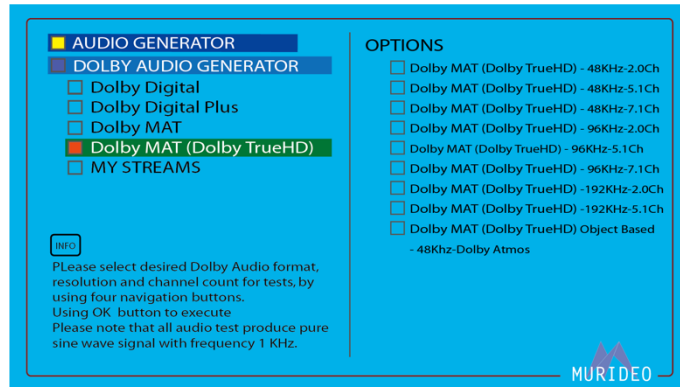 AUDIO GENERATOR
DOLBY AUDIO GENERATOR
Dolby Digital
Dolby Digital Plus
Dolby MAT
Dolby MAT (Dolby TrueHD)
MY STREAMS
INFO
PLease select desired Dolby Audio format,
resolution and channel count for tests, by
using four navigation buttons.
Using OK button to execute
Please note that all audio test produce pure
sine wave signal with frequency 1 KHz.
OPTIONS
Dolby MAT (Dolby TrueHD) - 48KHz-2.0Ch
Dolby MAT (Dolby TrueHD) - 48KHz-5.1Ch
Dolby MAT (Dolby TrueHD) - 48KHz-7.1Ch
Dolby MAT (Dolby TrueHD) - 96KHz-2.0Ch
Dolby MAT (Dolby TrueHD) - 96KHz-5.1Ch
Dolby MAT (Dolby TrueHD) - 96KHz-7.1Ch
Dolby MAT (Dolby TrueHD) -192KHz-2.0Ch
Dolby MAT (Dolby TrueHD) -192KHz-5.1Ch
Dolby MAT (Dolby TrueHD) Object Based
- 48Khz-Dolby Atmos
MURIDEO